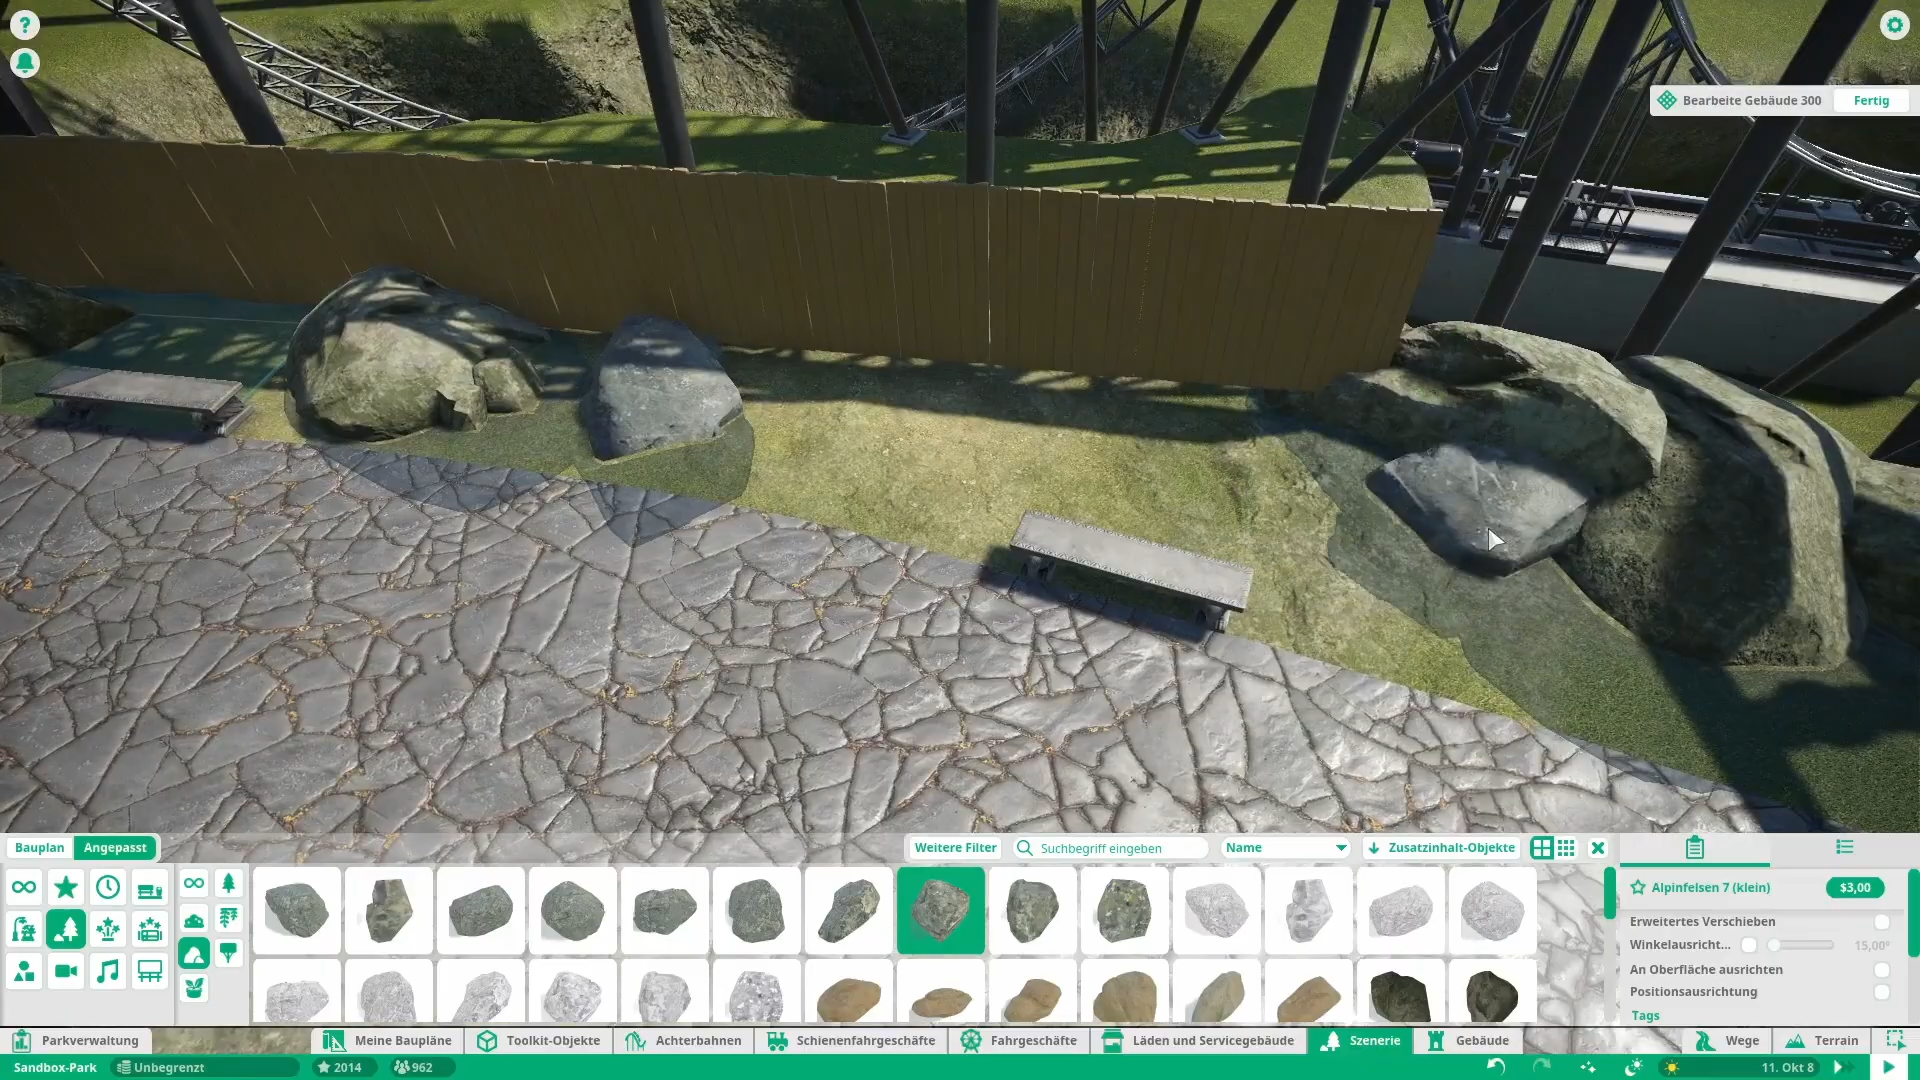 ?
Bearbeite Gebäude 300
Fertig
Bauplan
Angepasst
Weitere Filter
Suchbegriff eingeben
Name
Zusatzinhalt-Objekte
Alpinfelsen 7 (klein)
$3,00
Erweitertes Verschieben
Winkelausricht...
15,00°
An Oberfläche ausrichten
Positionsausrichtung
Tags
Parkverwaltung
Meine Baupläne
Toolkit-Objekte
Achterbahnen
Schienenfahrgeschäfte
Fahrgeschäfte
Läden und Servicegebäude
Szenerie
Gebäude
Wege
Terrain
Sandbox-Park
Unbegrenzt
2014
962
11. Okt 8